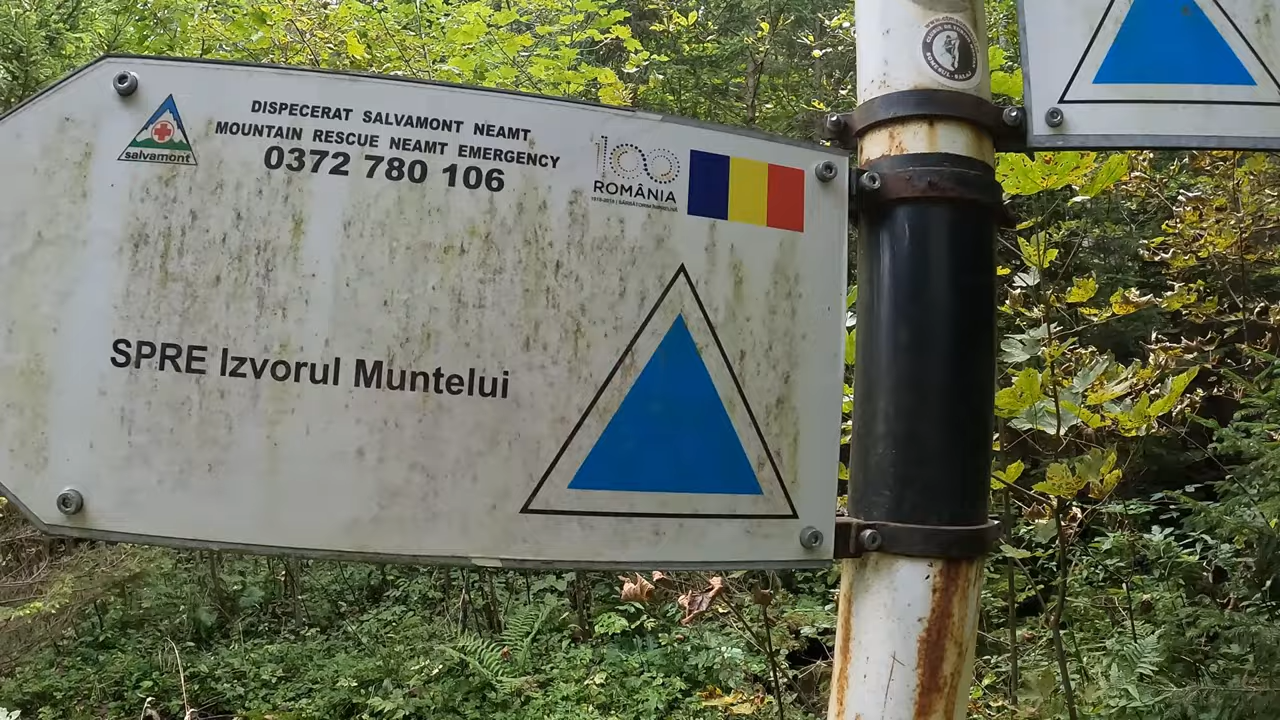 DISPECERAT SALVAMONT NEAMT
MOUNTAIN RESCUE NEAMT EMERGENCY
0372 780 106
salvamont
100
ROMÂNIA
1918-2018 | SĂRBĂTORIM ÎMPREUNĂ
SPRE Izvorul Muntelui